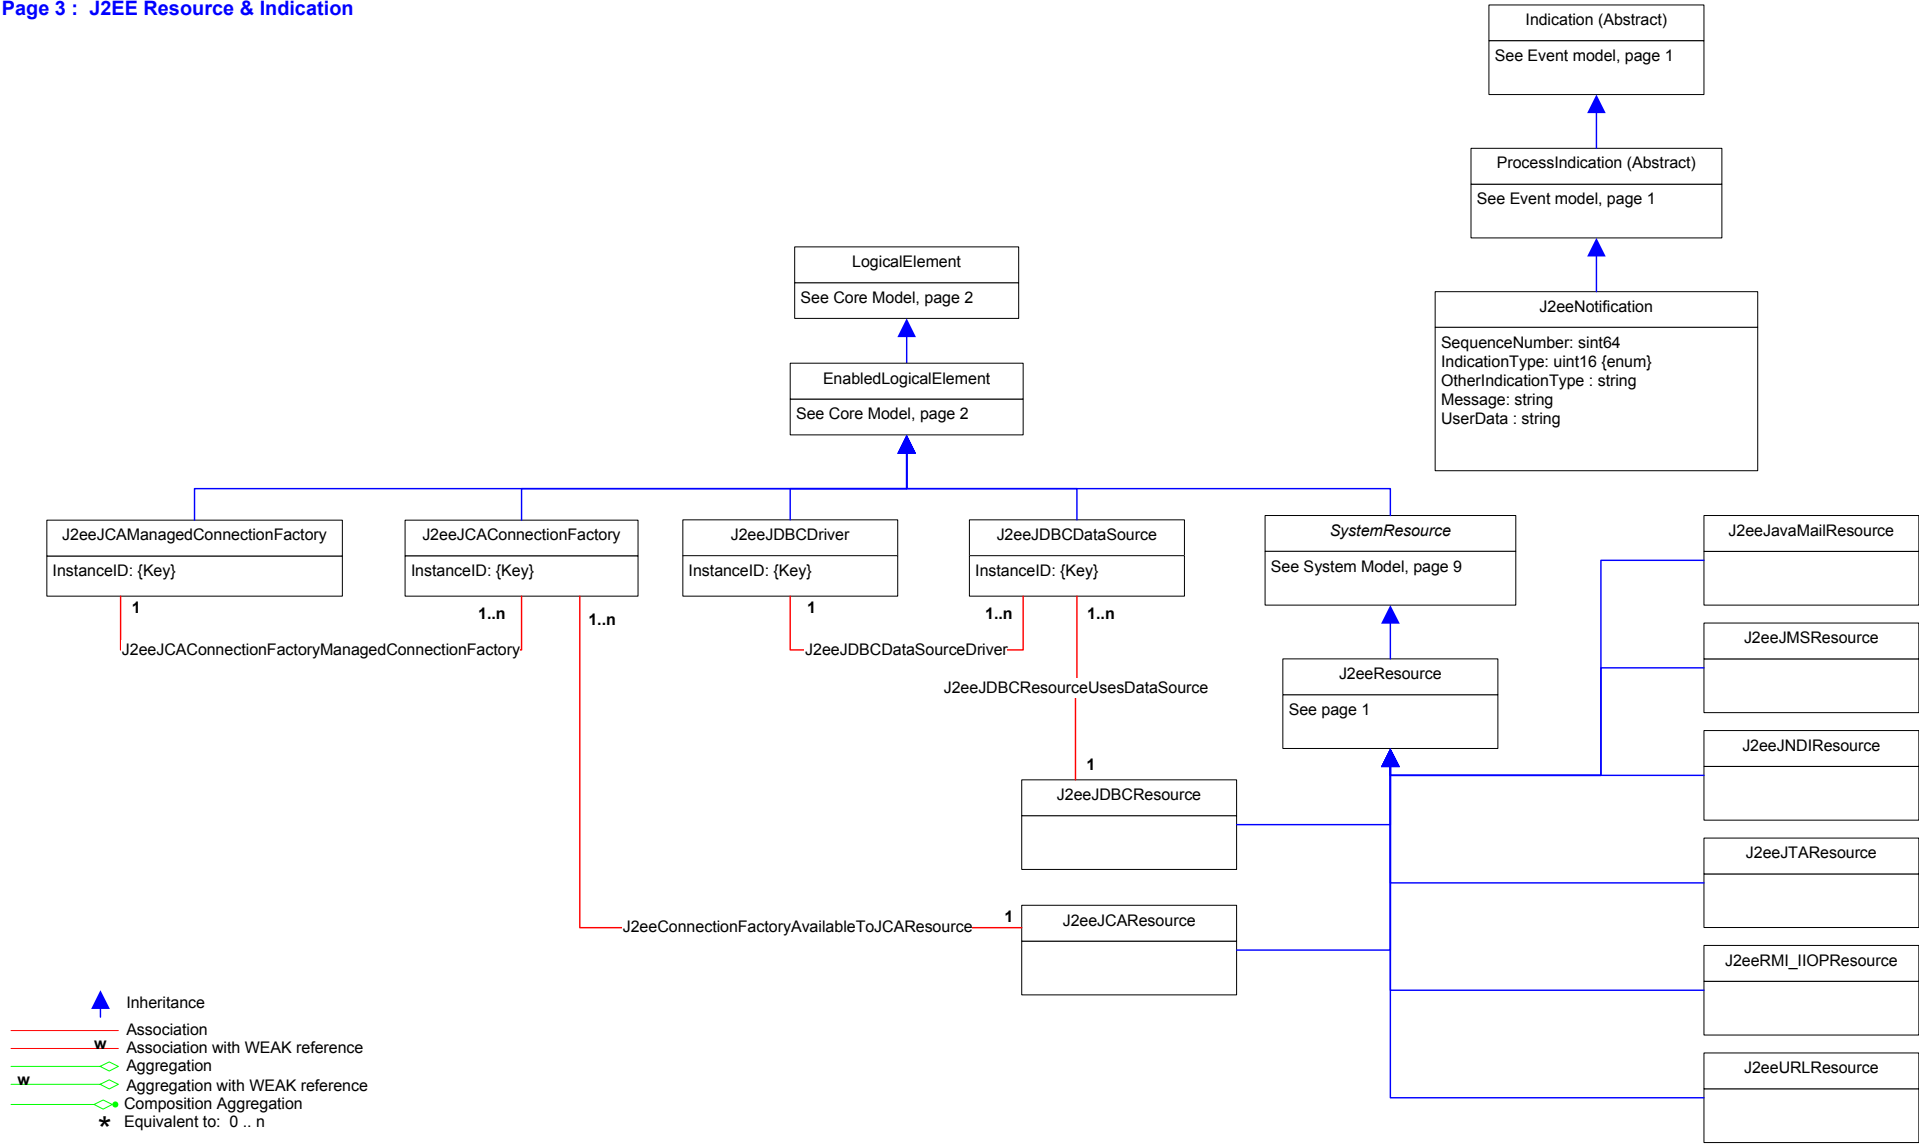 Page 3 : J2EE Resource & Indication
Indication (Abstract)
See Event model, page 1
ProcessIndication (Abstract)
See Event model, page 1
LogicalElement
See Core Model, page 2
J2eeNotification
SequenceNumber: sint64
IndicationType: uint16 {enum}
OtherIndicationType : string
Message: string
UserData : string
EnabledLogicalElement
See Core Model, page 2
J2eeJCAManagedConnectionFactory
InstanceID: {Key}
J2eeJCAConnectionFactory
InstanceID: {Key}
J2eeJDBCDriver
InstanceID: {Key}
J2eeJDBCDataSource
InstanceID: {Key}
SystemResource
See System Model, page 9
J2eeJavaMailResource
1
1..n
1..n
1
1..n
1..n
J2eeJCAConnectionFactoryManagedConnectionFactory
J2eeJDBCDataSourceDriver
J2eeJMSResource
J2eeJDBCResourceUsesDataSource
J2eeResource
See page 1
J2eeJNDIResource
1
J2eeJDBCResource
J2eeJTAResource
J2eeConnectionFactoryAvailableToJCAResource
1
J2eeJCAResource
J2eeRMI_IIOPResource
J2eeURLResource
Inheritance
Association
w
Association with WEAK reference
Aggregation
w
Aggregation with WEAK reference
Composition Aggregation
* Equivalent to: 0 .. n